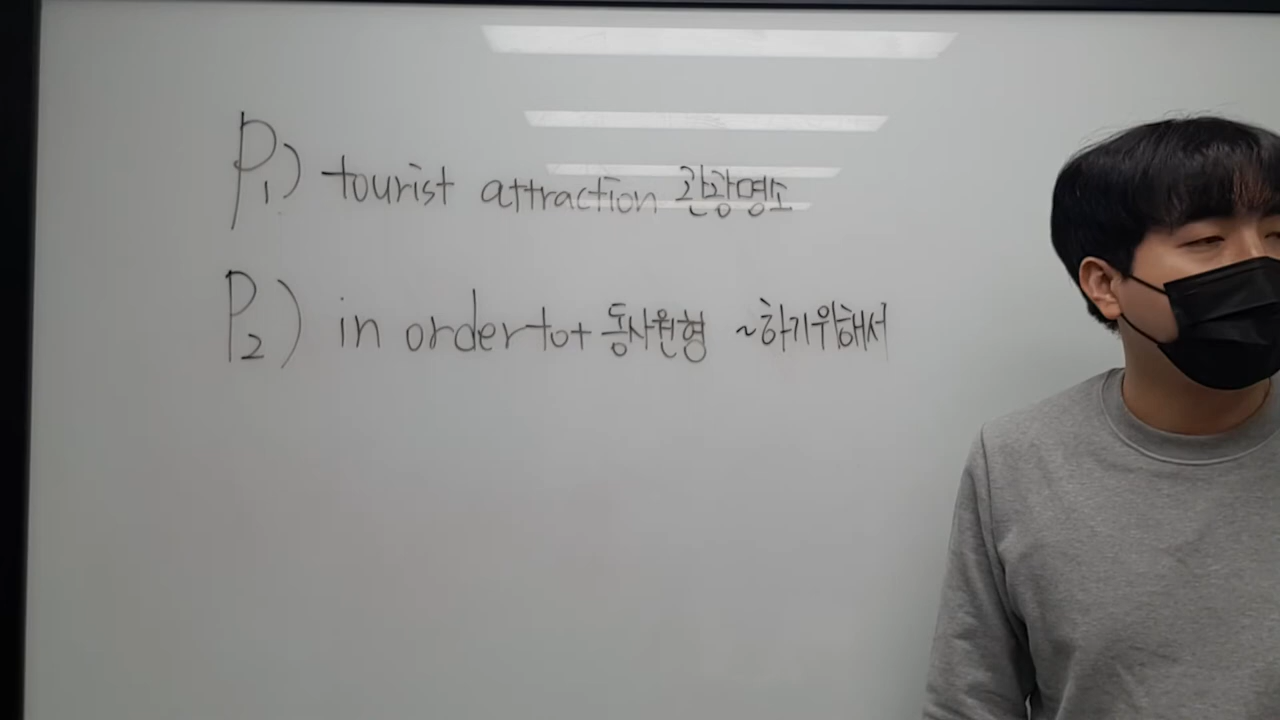 P1) tourist attraction 관광명소
P2) in order to + 동사원형 ~하기위해서